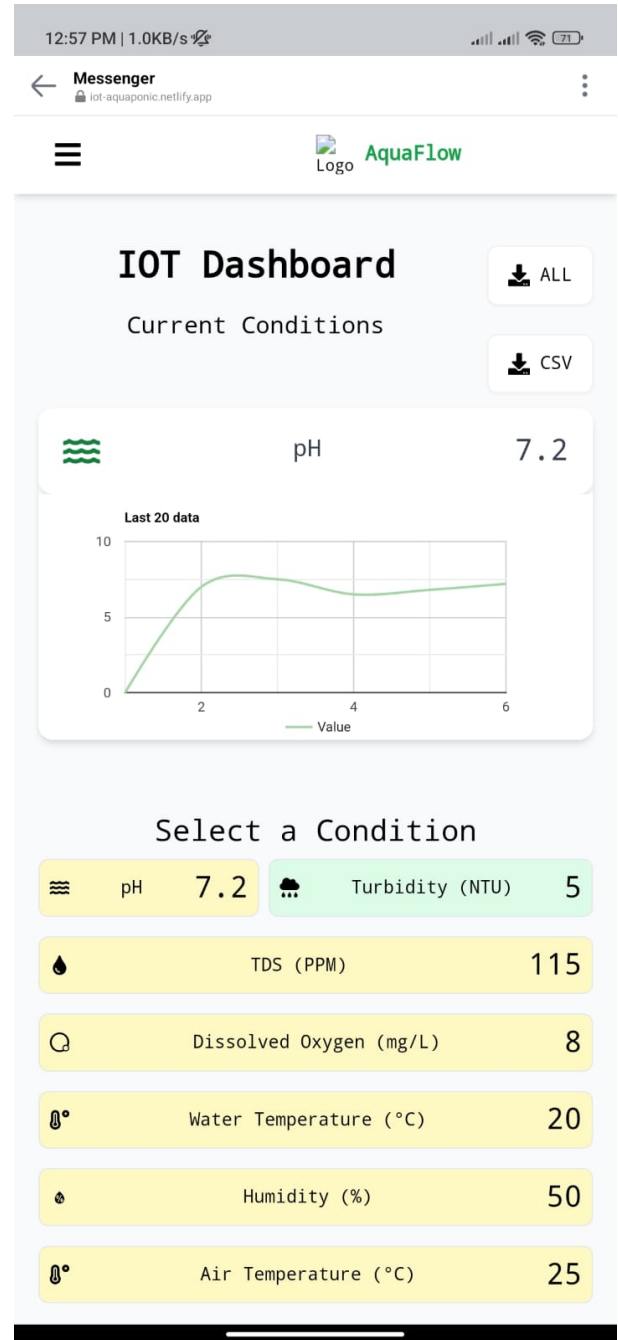 12:57 PM | 1.0KB/s 71
Messenger
iot-aquaponic.netlify.app
Logo AquaFlow
IOT Dashboard
ALL
Current Conditions
CSV
pH 7.2
Last 20 data
10
5
0
2 4 6
Value
Select a Condition
pH 7.2 Turbidity (NTU) 5
TDS (PPM) 115
Dissolved Oxygen (mg/L) 8
Water Temperature (°C) 20
Humidity (%) 50
Air Temperature (°C) 25